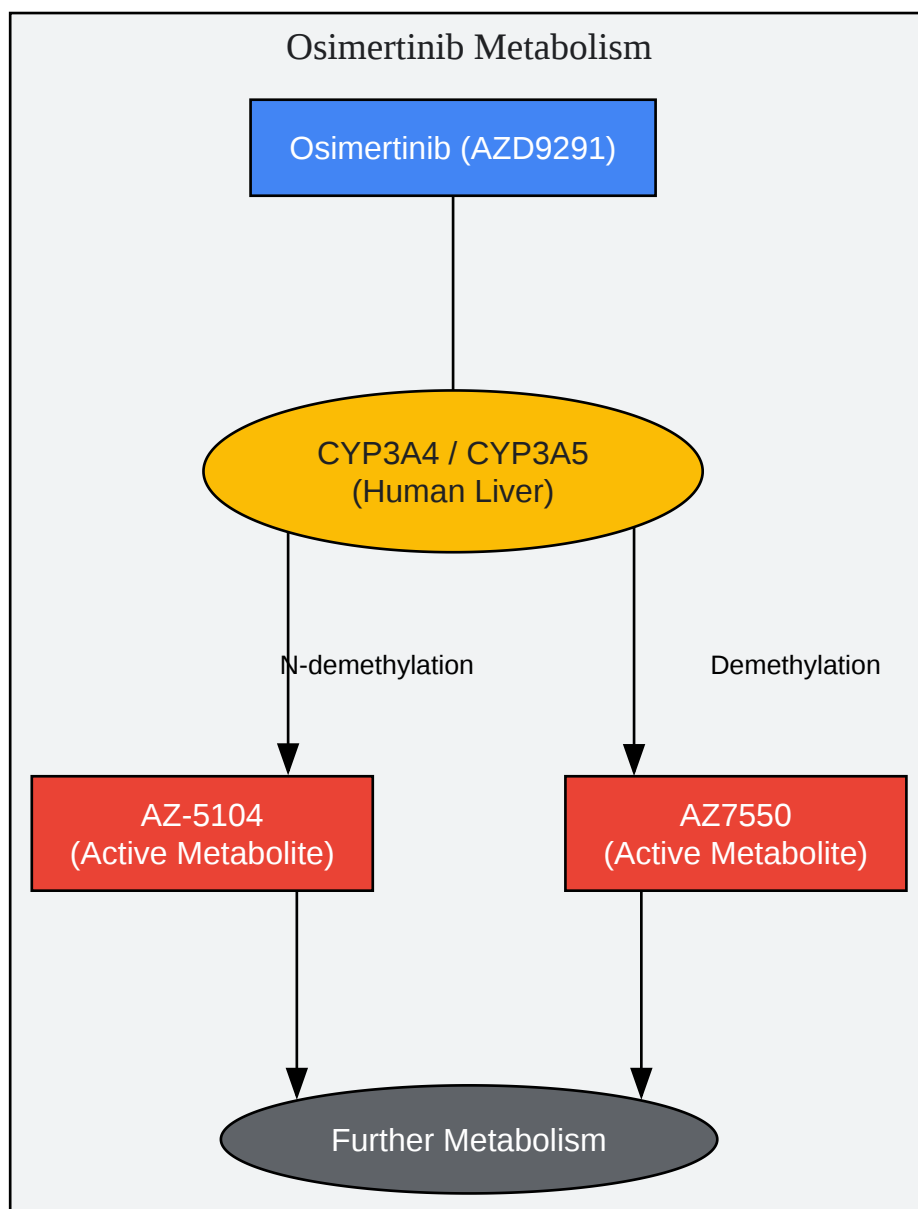 Osimertinib Metabolism
Osimertinib (AZD9291)
CYP3A4 / CYP3A5
(Human Liver)
N-demethylation
Demethylation
AZ-5104
(Active Metabolite)
AZ7550
(Active Metabolite)
Further Metabolism